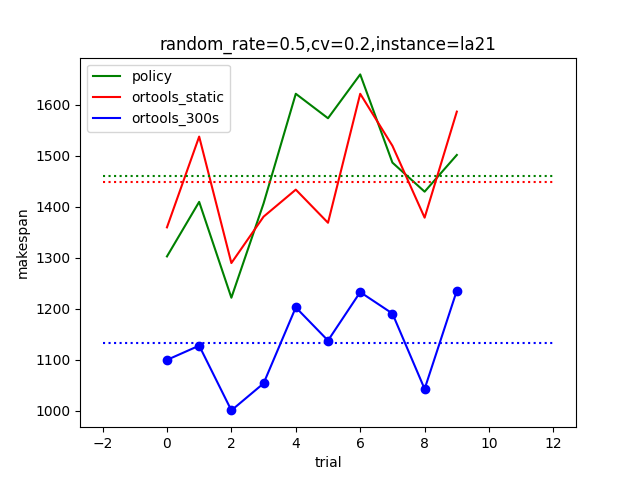 random_rate=0.5,cv=0.2,instance=la21
policy
ortools_static
ortools_300s
makespan
1600
1500
1400
1300
1200
1100
1000
−2 0 2 4 6 8 10 12
trial